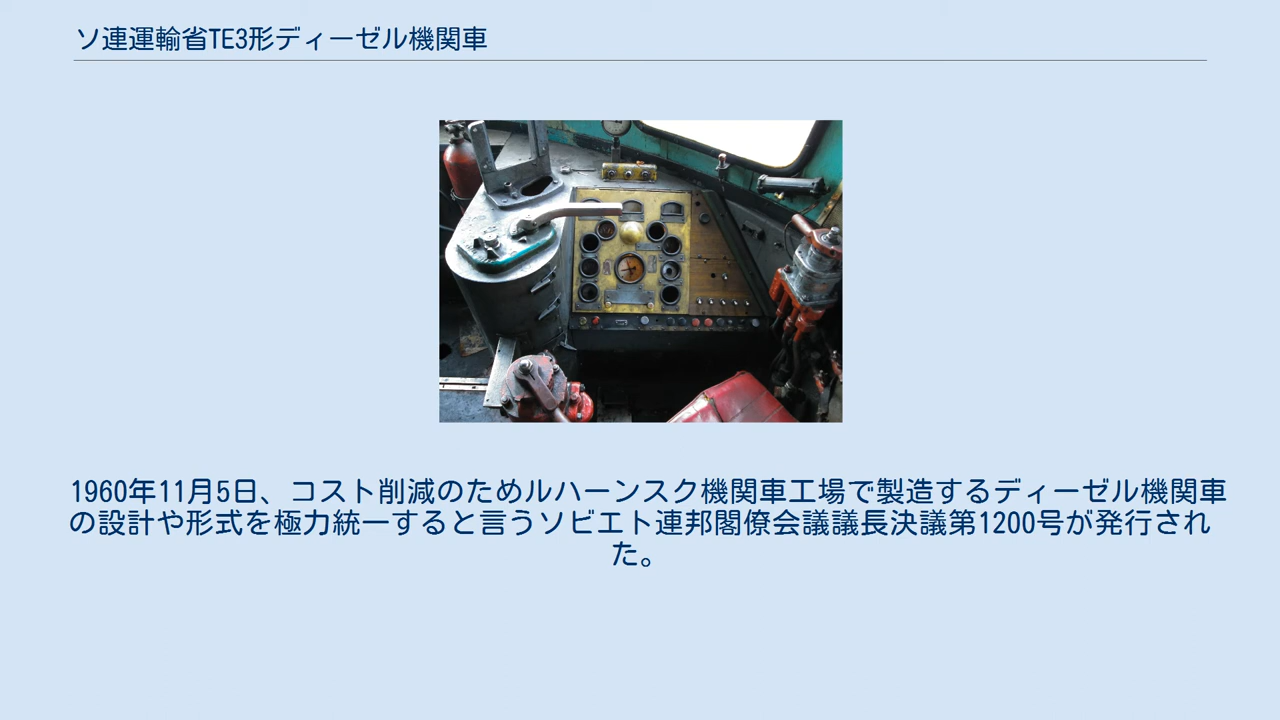 ソ連運輸省TE3形ディーゼル機関車
1960年11月5日、コスト削減のためルハーンスク機関車工場で製造するディーゼル機関車
の設計や形式を極力統一すると言うソビエト連邦閣僚会議議長決議第1200号が発行され
た。